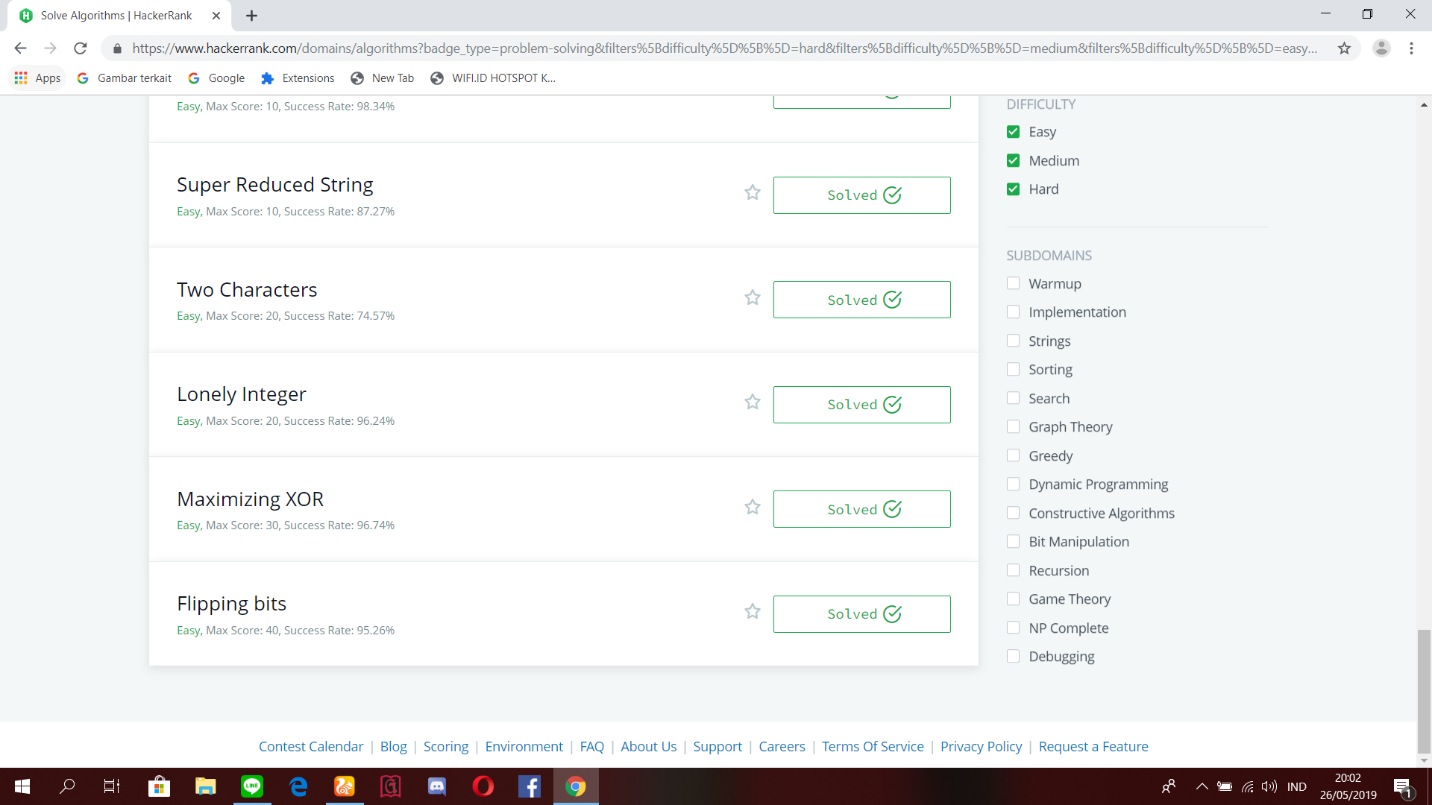 Solve Algorithms | HackerRank
https://www.hackerrank.com/domains/algorithms?badge_type=problem-solving&filters%5Bdifficulty%5D%5B%5D=hard&filters%5Bdifficulty%5D%5B%5D=medium&filters%5Bdifficulty%5D%5B%5D=easy...
Apps Gambar terkait Google Extensions New Tab WIFI.ID HOTSPOT K...
Easy, Max Score: 10, Success Rate: 98.34%
Super Reduced String
Easy, Max Score: 10, Success Rate: 87.27%
Solved
Two Characters
Easy, Max Score: 20, Success Rate: 74.57%
Solved
Lonely Integer
Easy, Max Score: 20, Success Rate: 96.24%
Solved
Maximizing XOR
Easy, Max Score: 30, Success Rate: 96.74%
Solved
Flipping bits
Easy, Max Score: 40, Success Rate: 95.26%
Solved
DIFFICULTY
Easy
Medium
Hard
SUBDOMAINS
Warmup
Implementation
Strings
Sorting
Search
Graph Theory
Greedy
Dynamic Programming
Constructive Algorithms
Bit Manipulation
Recursion
Game Theory
NP Complete
Debugging
Contest Calendar | Blog | Scoring | Environment | FAQ | About Us | Support | Careers | Terms Of Service | Privacy Policy | Request a Feature
LINE
IND
20:02
26/05/2019
1